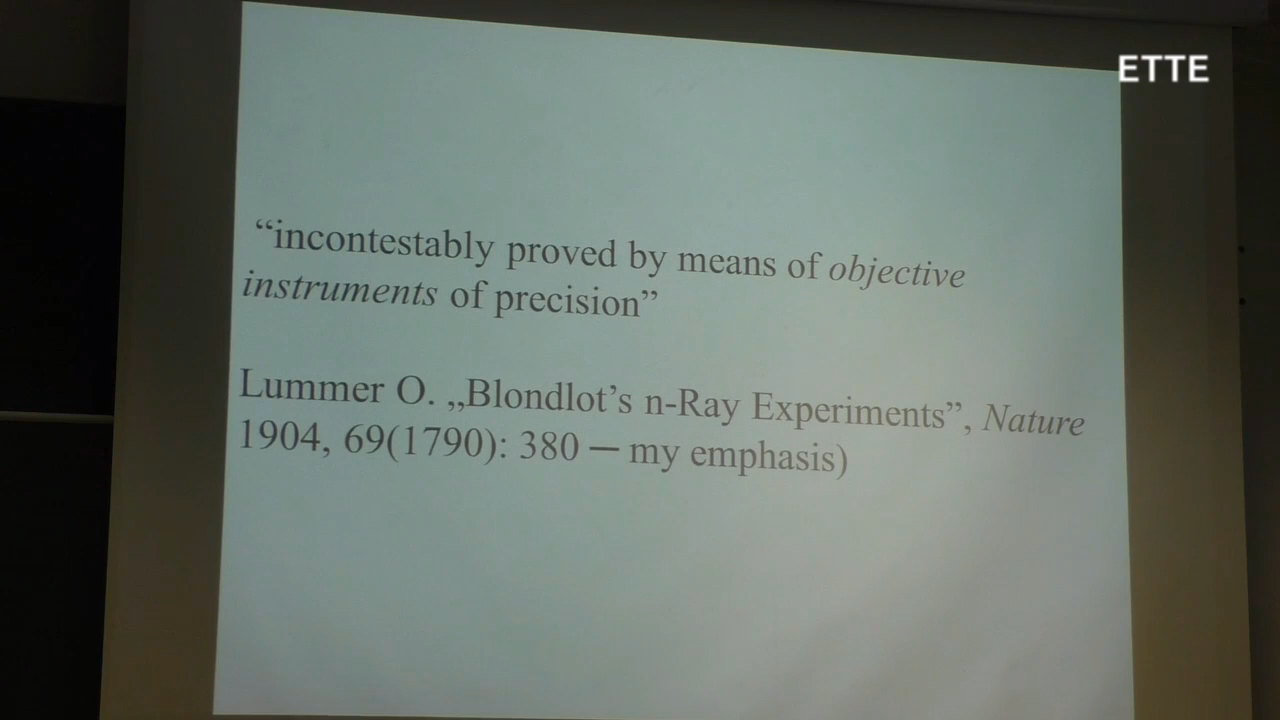 ETTE
“incontestably proved by means of objective
instruments of precision”
Lummer O. „Blondlot’s n-Ray Experiments”, Nature
1904, 69(1790): 380 — my emphasis)